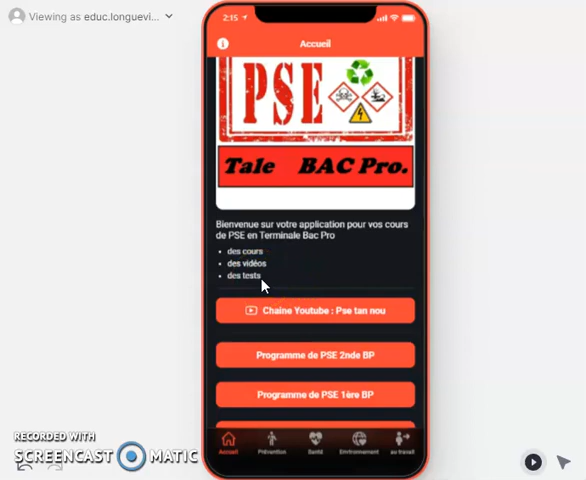 Viewing as educ.longuevi...
2:15
Accueil
PSE
Tale BAC Pro.
Bienvenue sur votre application pour vos cours
de PSE en Terminale Bac Pro
• des cours
• des vidéos
• des tests
Chaine Youtube : Pse tan nou
Programme de PSE 2nde BP
Programme de PSE 1ère BP
Accueil Prévention Santé Environnement au travail
RECORDED WITH
SCREENCAST MATIC